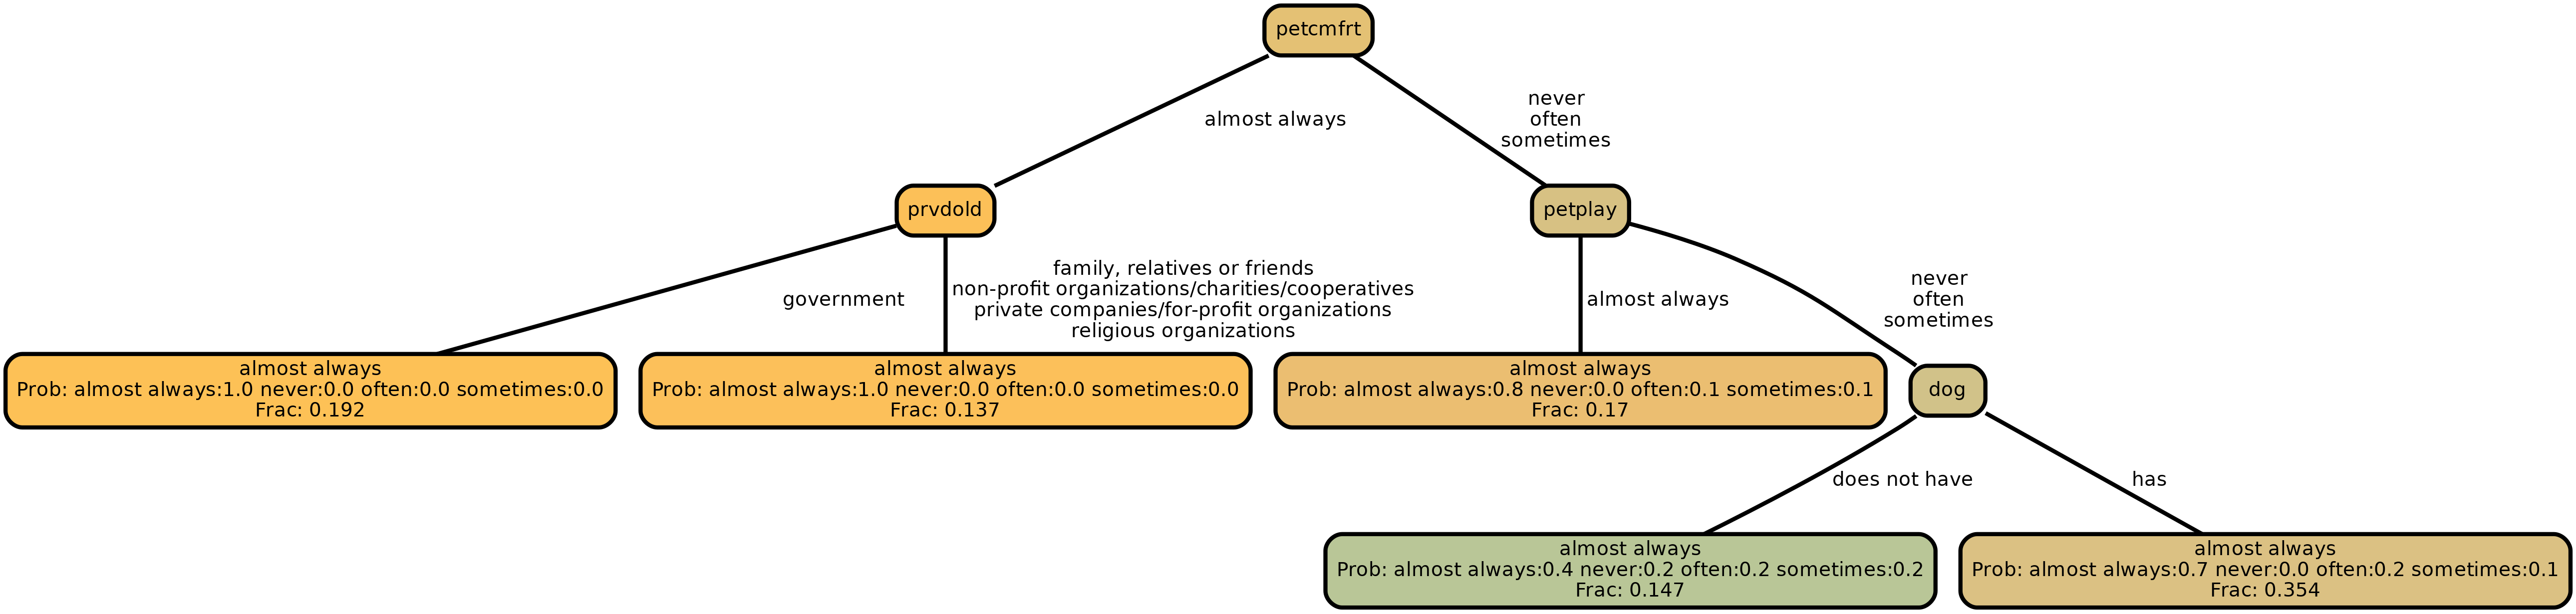 petcmfrt
almost always
never
often
sometimes
prvdold
petplay
government
family, relatives or friends
non-profit organizations/charities/cooperatives
private companies/for-profit organizations
religious organizations
almost always
never
often
sometimes
almost always
Prob: almost always:1.0 never:0.0 often:0.0 sometimes:0.0
Frac: 0.192
almost always
Prob: almost always:1.0 never:0.0 often:0.0 sometimes:0.0
Frac: 0.137
almost always
Prob: almost always:0.8 never:0.0 often:0.1 sometimes:0.1
Frac: 0.17
dog
does not have
has
almost always
Prob: almost always:0.4 never:0.2 often:0.2 sometimes:0.2
Frac: 0.147
almost always
Prob: almost always:0.7 never:0.0 often:0.2 sometimes:0.1
Frac: 0.354